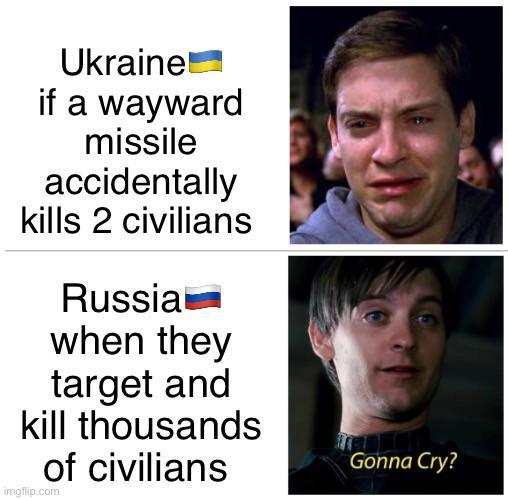 Ukraine🇺🇦
if a wayward
missile
accidentally
kills 2 civilians
Russia🇷🇺
when they
target and
kill thousands
of civilians
Gonna Cry?
imgflip.com